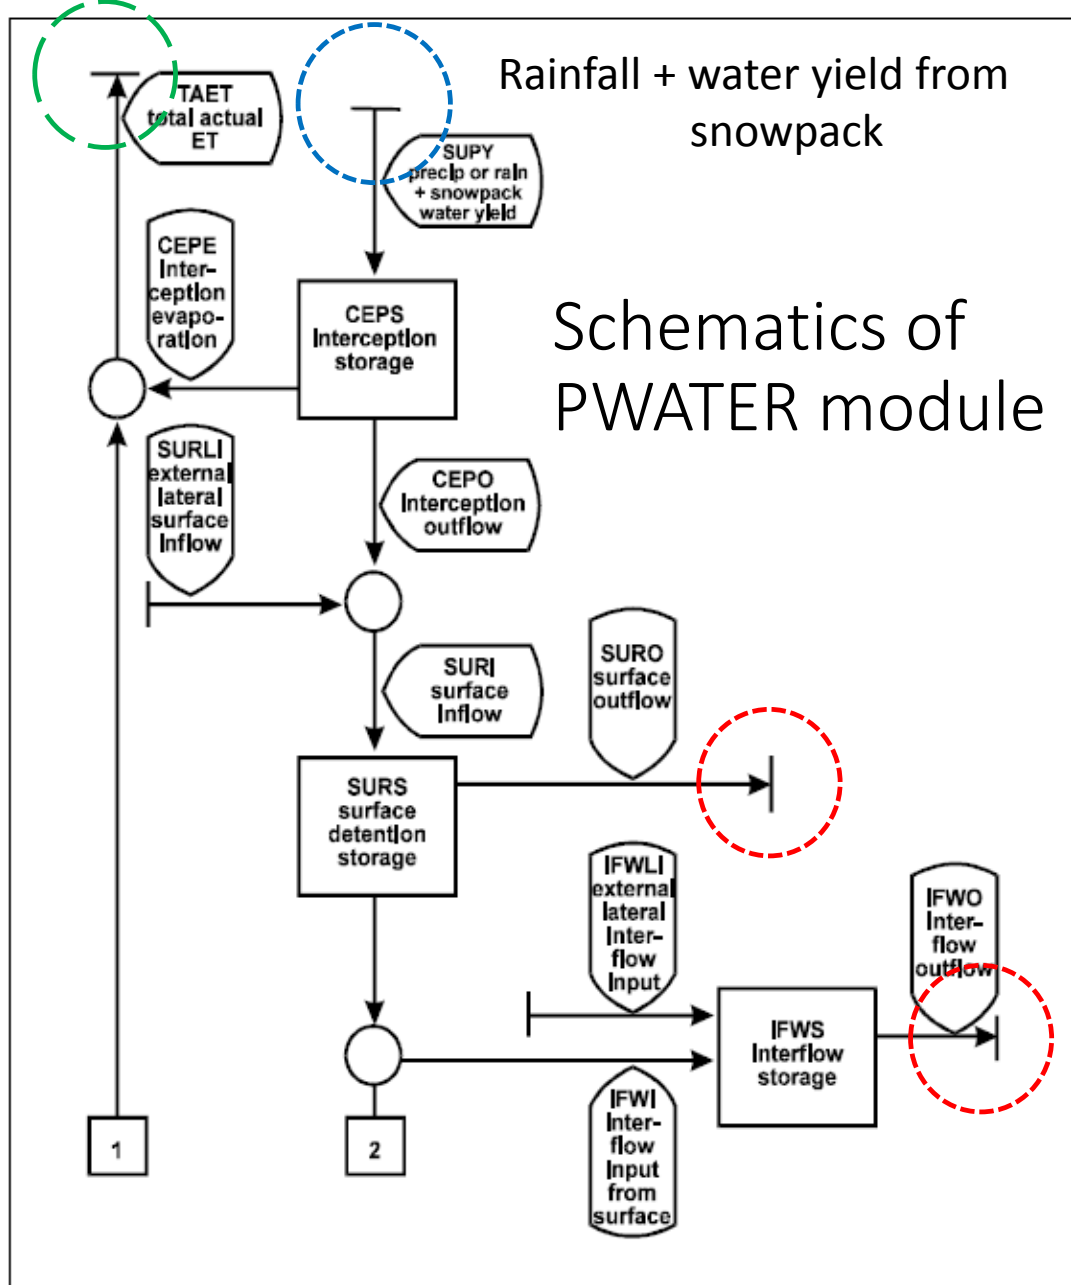 Rainfall + water yield from
snowpack
TAET
total actual
ET
SUPY
precip or rain
+ snowpack
water yield
CEPE
Inter-
ception
evapo-
ration
CEPS
Interception
storage
Schematics of
PWATER module
SURLI
external
lateral
surface
Inflow
CEPO
Interception
outflow
SURI
surface
Inflow
SURO
surface
outflow
SURS
surface
detention
storage
IFWLI
external
lateral
Inter-
flow
Input
IFWO
Inter-
flow
outflow
IFWS
Interflow
storage
IFWI
Inter-
flow
Input
from
surface
1
2